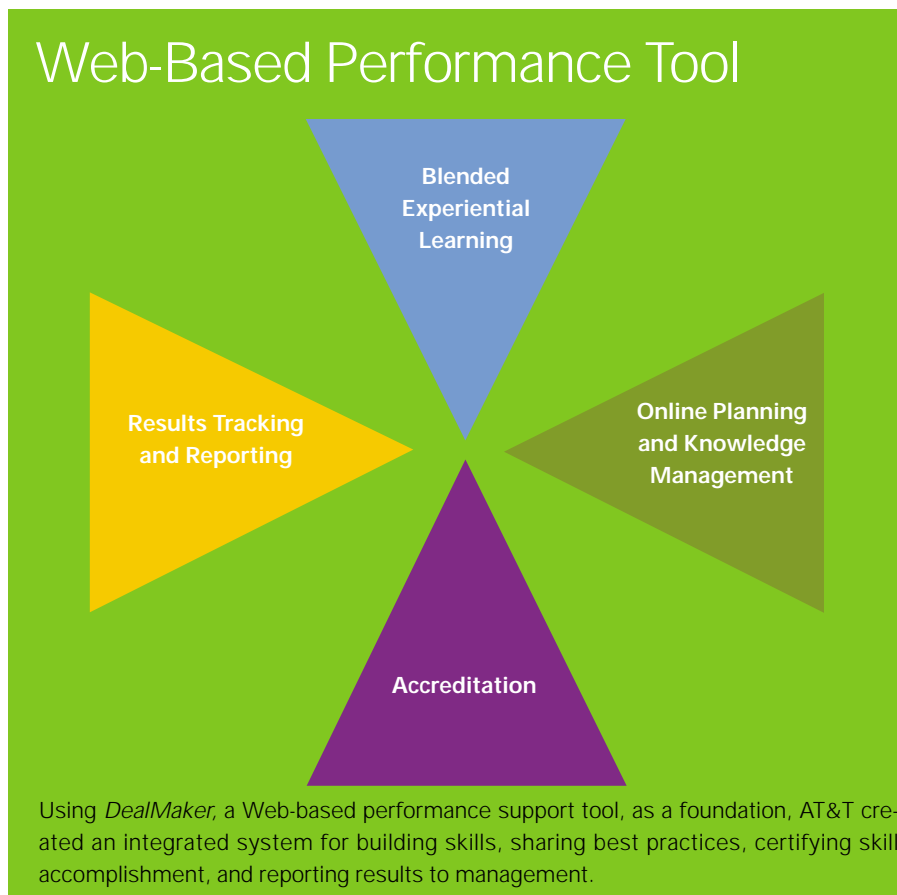 Web-Based Performance Tool
Blended
Experiential
Learning
Results Tracking
and Reporting
Online Planning
and Knowledge
Management
Accreditation
Using DealMaker, a Web-based performance support tool, as a foundation, AT&T cre-
ated an integrated system for building skills, sharing best practices, certifying skill
accomplishment, and reporting results to management.